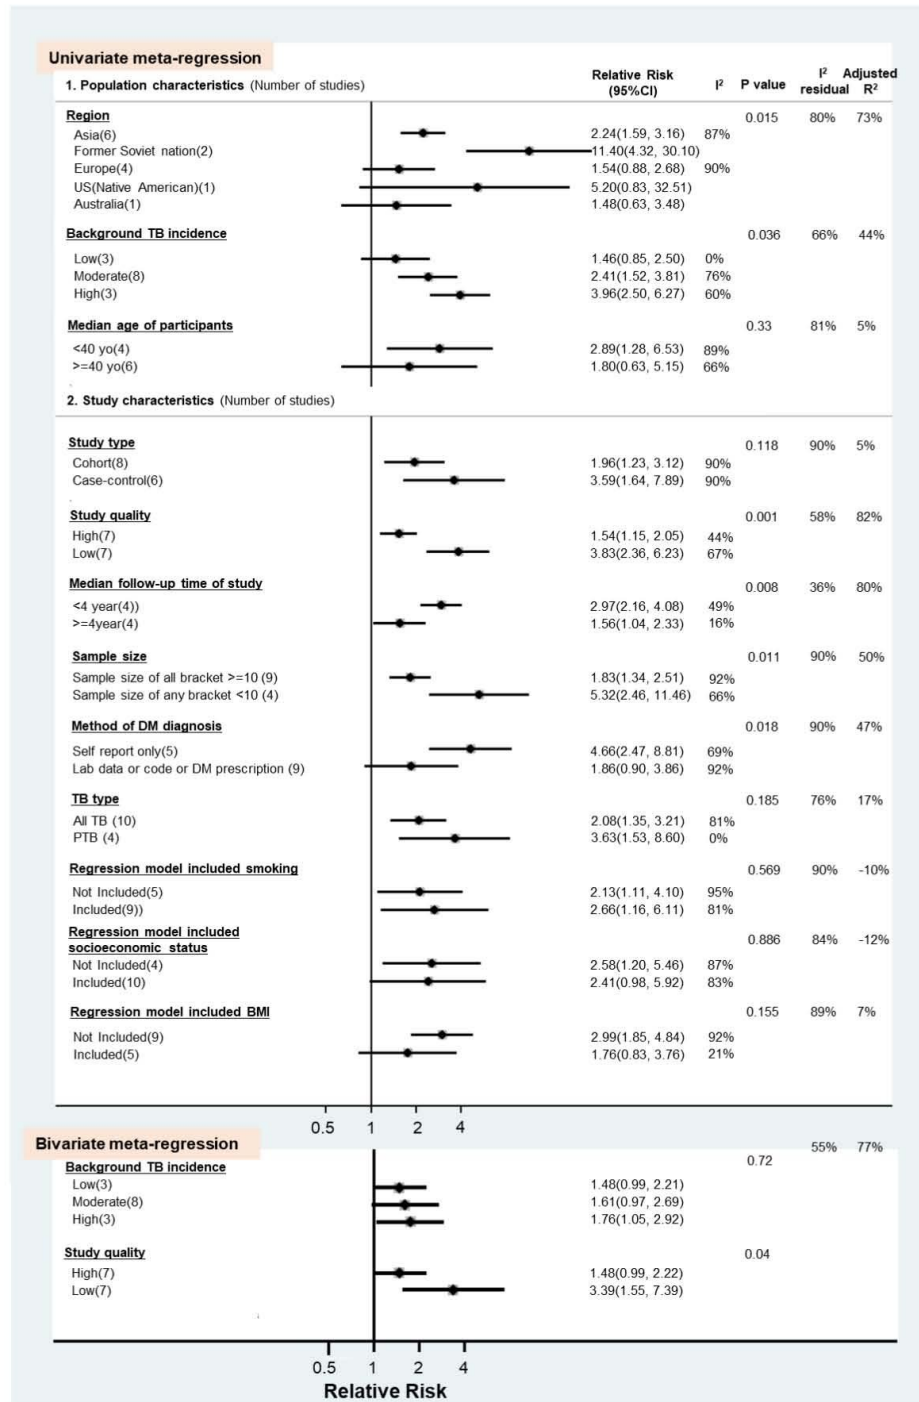 Univariate meta-regression
1. Population characteristics (Number of studies) Relative Risk (95%CI) I² P value I² residual Adjusted R²
Region 0.015 80% 73%
Asia(6) 2.24(1.59, 3.16) 87%
Former Soviet nation(2) 11.40(4.32, 30.10)
Europe(4) 1.54(0.88, 2.68) 90%
US(Native American)(1) 5.20(0.83, 32.51)
Australia(1) 1.48(0.63, 3.48)
Background TB incidence 0.036 66% 44%
Low(3) 1.46(0.85, 2.50) 0%
Moderate(8) 2.41(1.52, 3.81) 76%
High(3) 3.96(2.50, 6.27) 60%
Median age of participants 0.33 81% 5%
<40 yo(4) 2.89(1.28, 6.53) 89%
>=40 yo(6) 1.80(0.63, 5.15) 66%
2. Study characteristics (Number of studies)
Study type 0.118 90% 5%
Cohort(8) 1.96(1.23, 3.12) 90%
Case-control(6) 3.59(1.64, 7.89) 90%
Study quality 0.001 58% 82%
High(7) 1.54(1.15, 2.05) 44%
Low(7) 3.83(2.36, 6.23) 67%
Median follow-up time of study 0.008 36% 80%
<4 year(4)) 2.97(2.16, 4.08) 49%
>=4year(4) 1.56(1.04, 2.33) 16%
Sample size 0.011 90% 50%
Sample size of all bracket >=10 (9) 1.83(1.34, 2.51) 92%
Sample size of any bracket <10 (4) 5.32(2.46, 11.46) 66%
Method of DM diagnosis 0.018 90% 47%
Self report only(5) 4.66(2.47, 8.81) 69%
Lab data or code or DM prescription (9) 1.86(0.90, 3.86) 92%
TB type 0.185 76% 17%
All TB (10) 2.08(1.35, 3.21) 81%
PTB (4) 3.63(1.53, 8.60) 0%
Regression model included smoking 0.569 90% -10%
Not Included(5) 2.13(1.11, 4.10) 95%
Included(9)) 2.66(1.16, 6.11) 81%
Regression model included
socioeconomic status 0.886 84% -12%
Not Included(4) 2.58(1.20, 5.46) 87%
Included(10) 2.41(0.98, 5.92) 83%
Regression model included BMI 0.155 89% 7%
Not Included(9) 2.99(1.85, 4.84) 92%
Included(5) 1.76(0.83, 3.76) 21%
0.5 1 2 4
Bivariate meta-regression 55% 77%
Background TB incidence 0.72
Low(3) 1.48(0.99, 2.21)
Moderate(8) 1.61(0.97, 2.69)
High(3) 1.76(1.05, 2.92)
Study quality 0.04
High(7) 1.48(0.99, 2.22)
Low(7) 3.39(1.55, 7.39)
0.5 1 2 4
Relative Risk